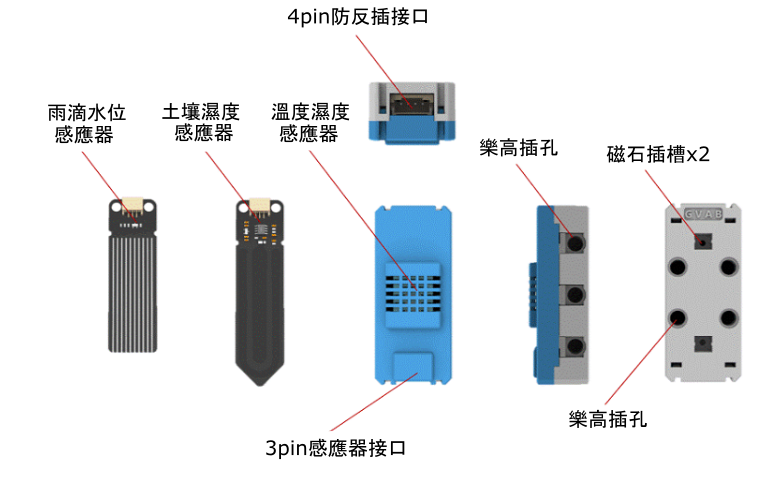 4pin防反插接口
雨滴水位
感應器
土壤濕度
感應器
溫度濕度
感應器
樂高插孔
磁石插槽x2
GVAB
樂高插孔
3pin感應器接口